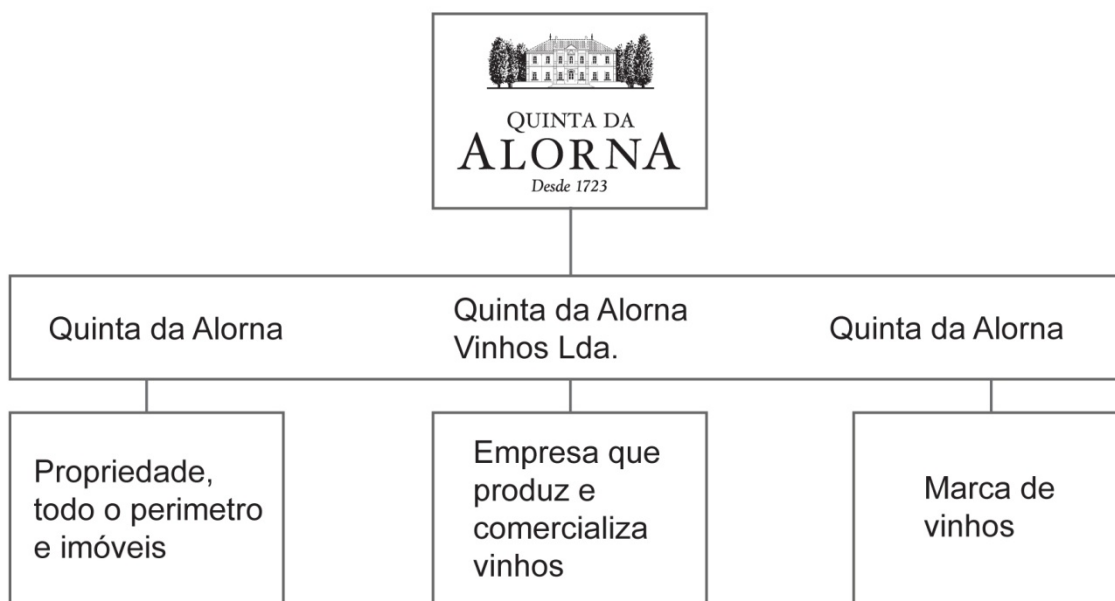 QUINTA DA
ALORNA
Desde 1723
Quinta da Alorna
Quinta da Alorna
Vinhos Lda.
Quinta da Alorna
Propriedade,
todo o perimetro
e imóveis
Empresa que
produz e
comercializa
vinhos
Marca de
vinhos